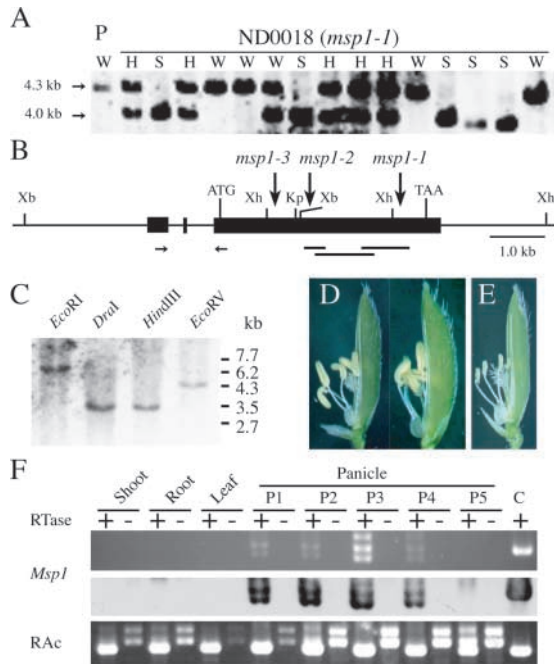 A
P
ND0018 (msp1-1)
W H S H W W W S H H H W S S S W
4.3 kb →
4.0 kb →
B
msp1-3 msp1-2 msp1-1
Xb ATG Xh Kp Xb Xh TAA Xh
1.0 kb
C
EcoRI DraI HindIII EcoRV kb
7.7
6.2
4.3
3.5
2.7
D E
F
Shoot Root Leaf Panicle
P1 P2 P3 P4 P5 C
RTase + - + - + - + - + - + - + - + - +
Msp1
RAc